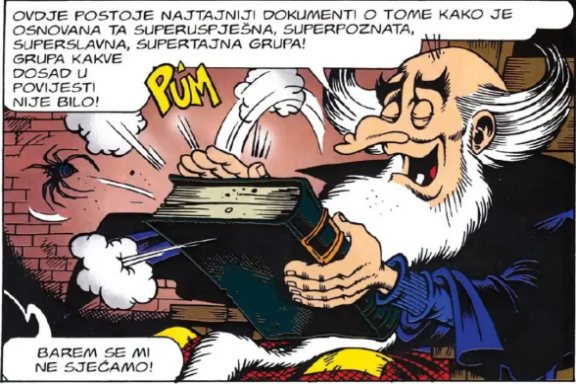 OVDJE POSTOJE NAJTAJNIJI DOKUMENTI O TOME KAKO JE
OSNOVANA TA SUPERUSPJEŠNA, SUPERPOZNATA,
SUPERSLAVNA, SUPERTAJNA GRUPA!
GRUPA KAKVE
DOSAD U
POVIJESTI
NIJE BILO!
PÚM
BAREM SE MI
NE SJEĆAMO!